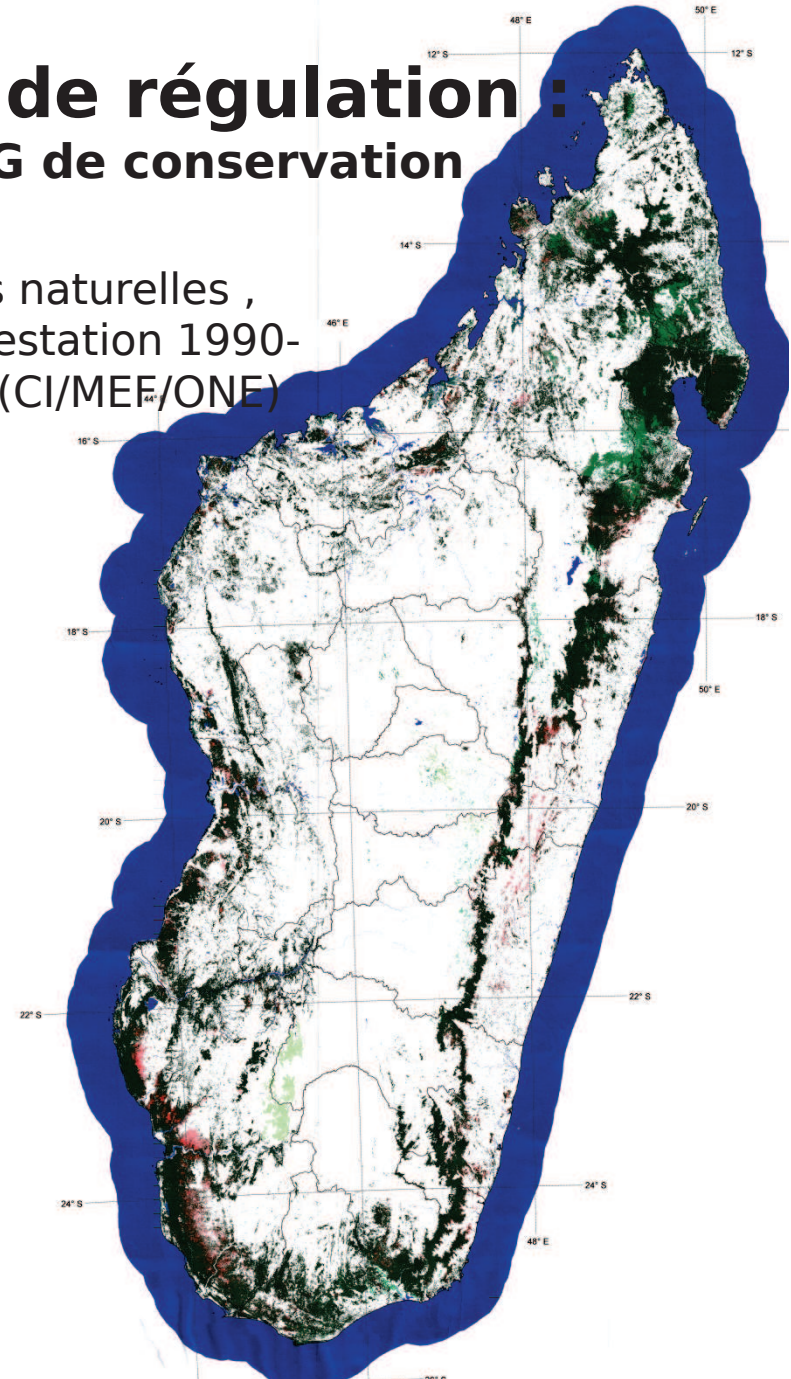 48° E
50° E
12° S
12° S
de régulation :
G de conservation
14° S
s naturelles ,
46° E
estation 1990-
(CI/MEF/ONE)
44° E
16° S
18° S
18° S
50° E
20° S
20° S
22° S
22° S
24° S
24° S
48° E